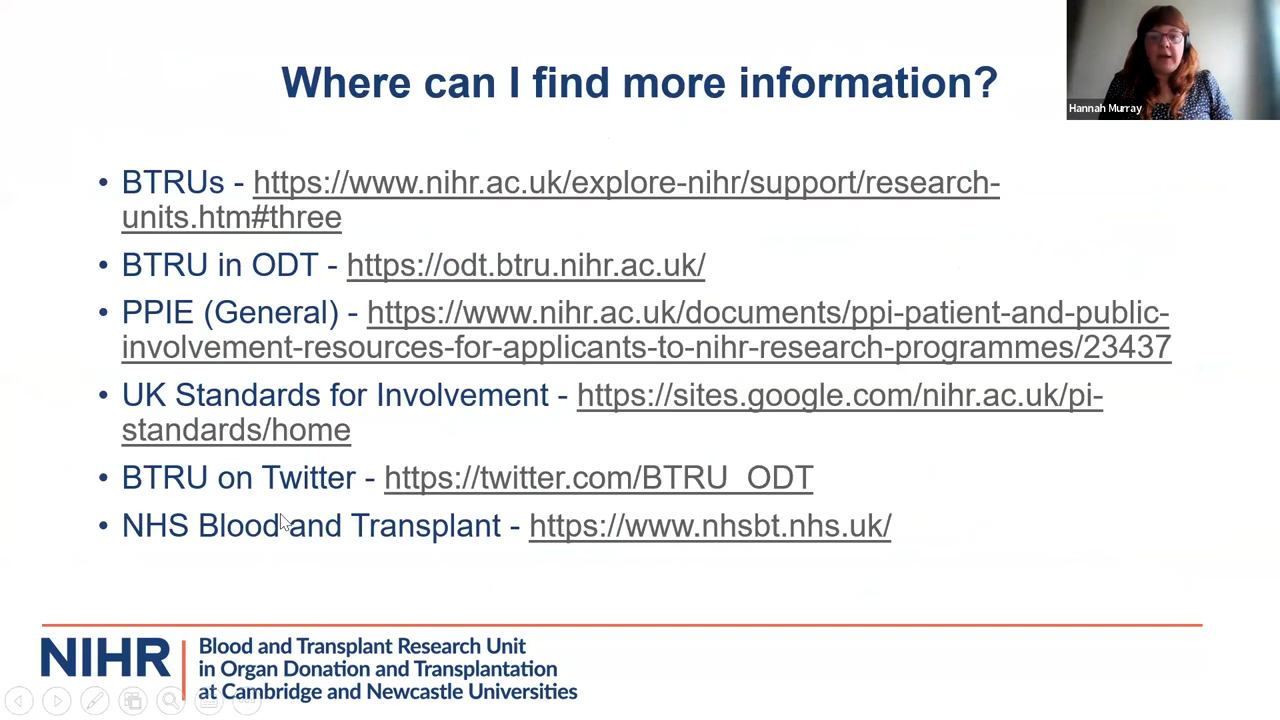 Where can I find more information?
Hannah Murray
• BTRUs - https://www.nihr.ac.uk/explore-nihr/support/research-
units.htm#three
• BTRU in ODT - https://odt.btru.nihr.ac.uk/
• PPIE (General) - https://www.nihr.ac.uk/documents/ppi-patient-and-public-
involvement-resources-for-applicants-to-nihr-research-programmes/23437
• UK Standards for Involvement - https://sites.google.com/nihr.ac.uk/pi-
standards/home
• BTRU on Twitter - https://twitter.com/BTRU_ODT
• NHS Blood and Transplant - https://www.nhsbt.nhs.uk/
NIHR
Blood and Transplant Research Unit
in Organ Donation and Transplantation
at Cambridge and Newcastle Universities